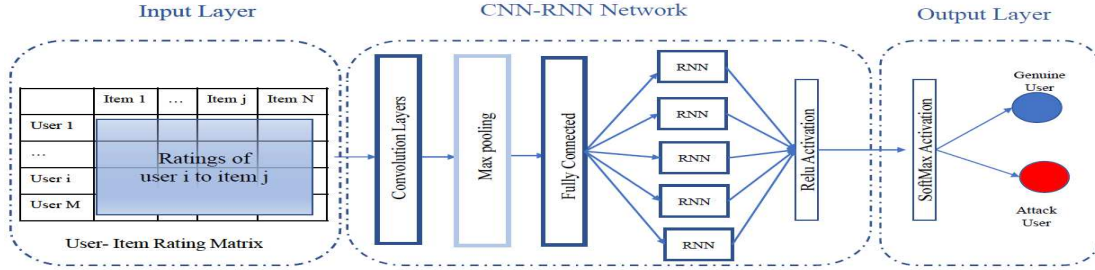 Input Layer
CNN-RNN Network
Output Layer
Item 1 ... Item j Item N
User 1
...
User i
User M
Ratings of
user i to item j
User- Item Rating Matrix
Convolution Layers
Max pooling
Fully Connected
RNN
RNN
RNN
RNN
RNN
Relu Activation
SoftMax Activation
Genuine
User
Attack
User